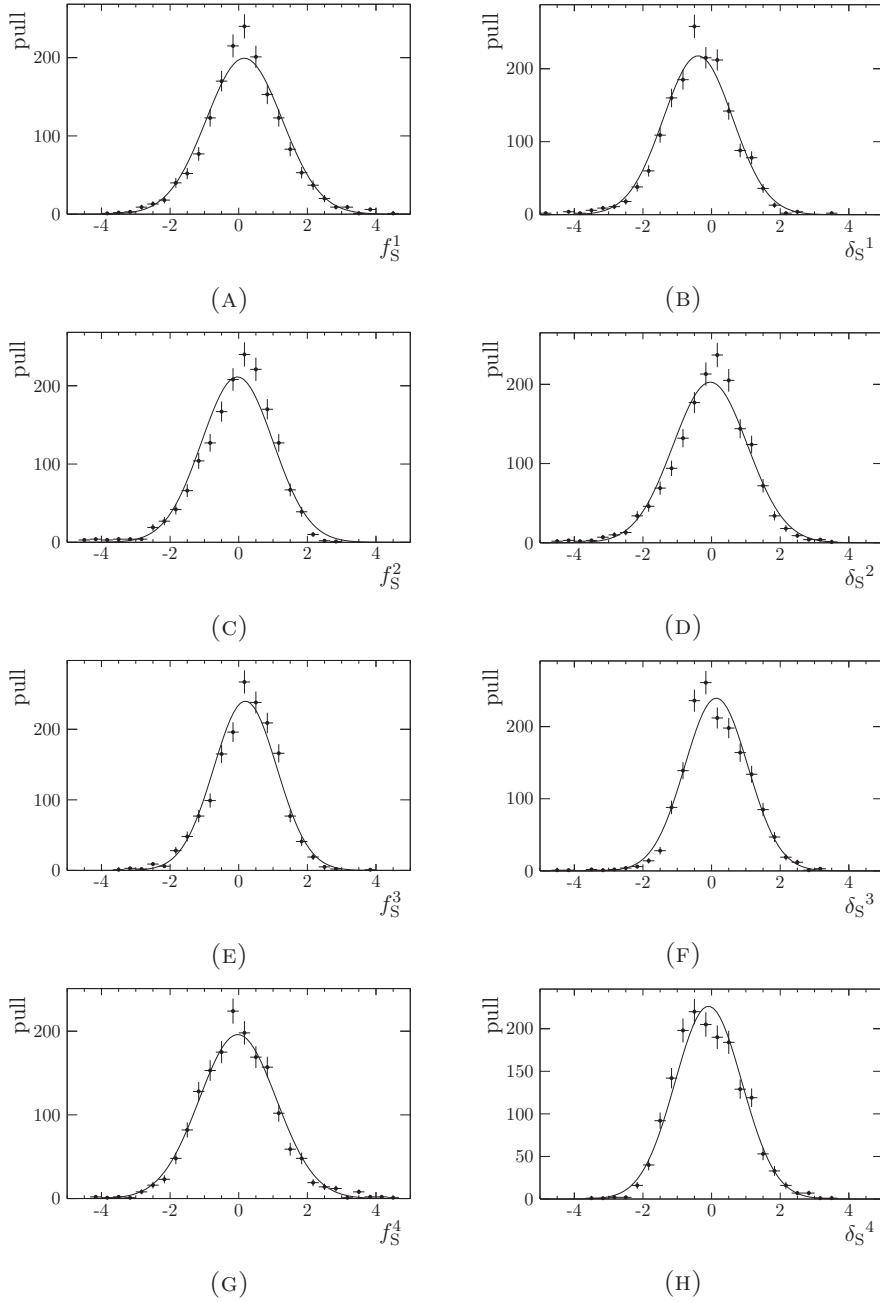 pull
200
100
0
-4 -2 0 2 4
f_S^1
(A)
pull
200
100
0
-4 -2 0 2 4
δ_S^1
(B)
pull
200
100
0
-4 -2 0 2 4
f_S^2
(C)
pull
200
100
0
-4 -2 0 2 4
δ_S^2
(D)
pull
200
100
0
-4 -2 0 2 4
f_S^3
(E)
pull
200
100
0
-4 -2 0 2 4
δ_S^3
(F)
pull
200
100
0
-4 -2 0 2 4
f_S^4
(G)
pull
200
150
100
50
0
-4 -2 0 2 4
δ_S^4
(H)